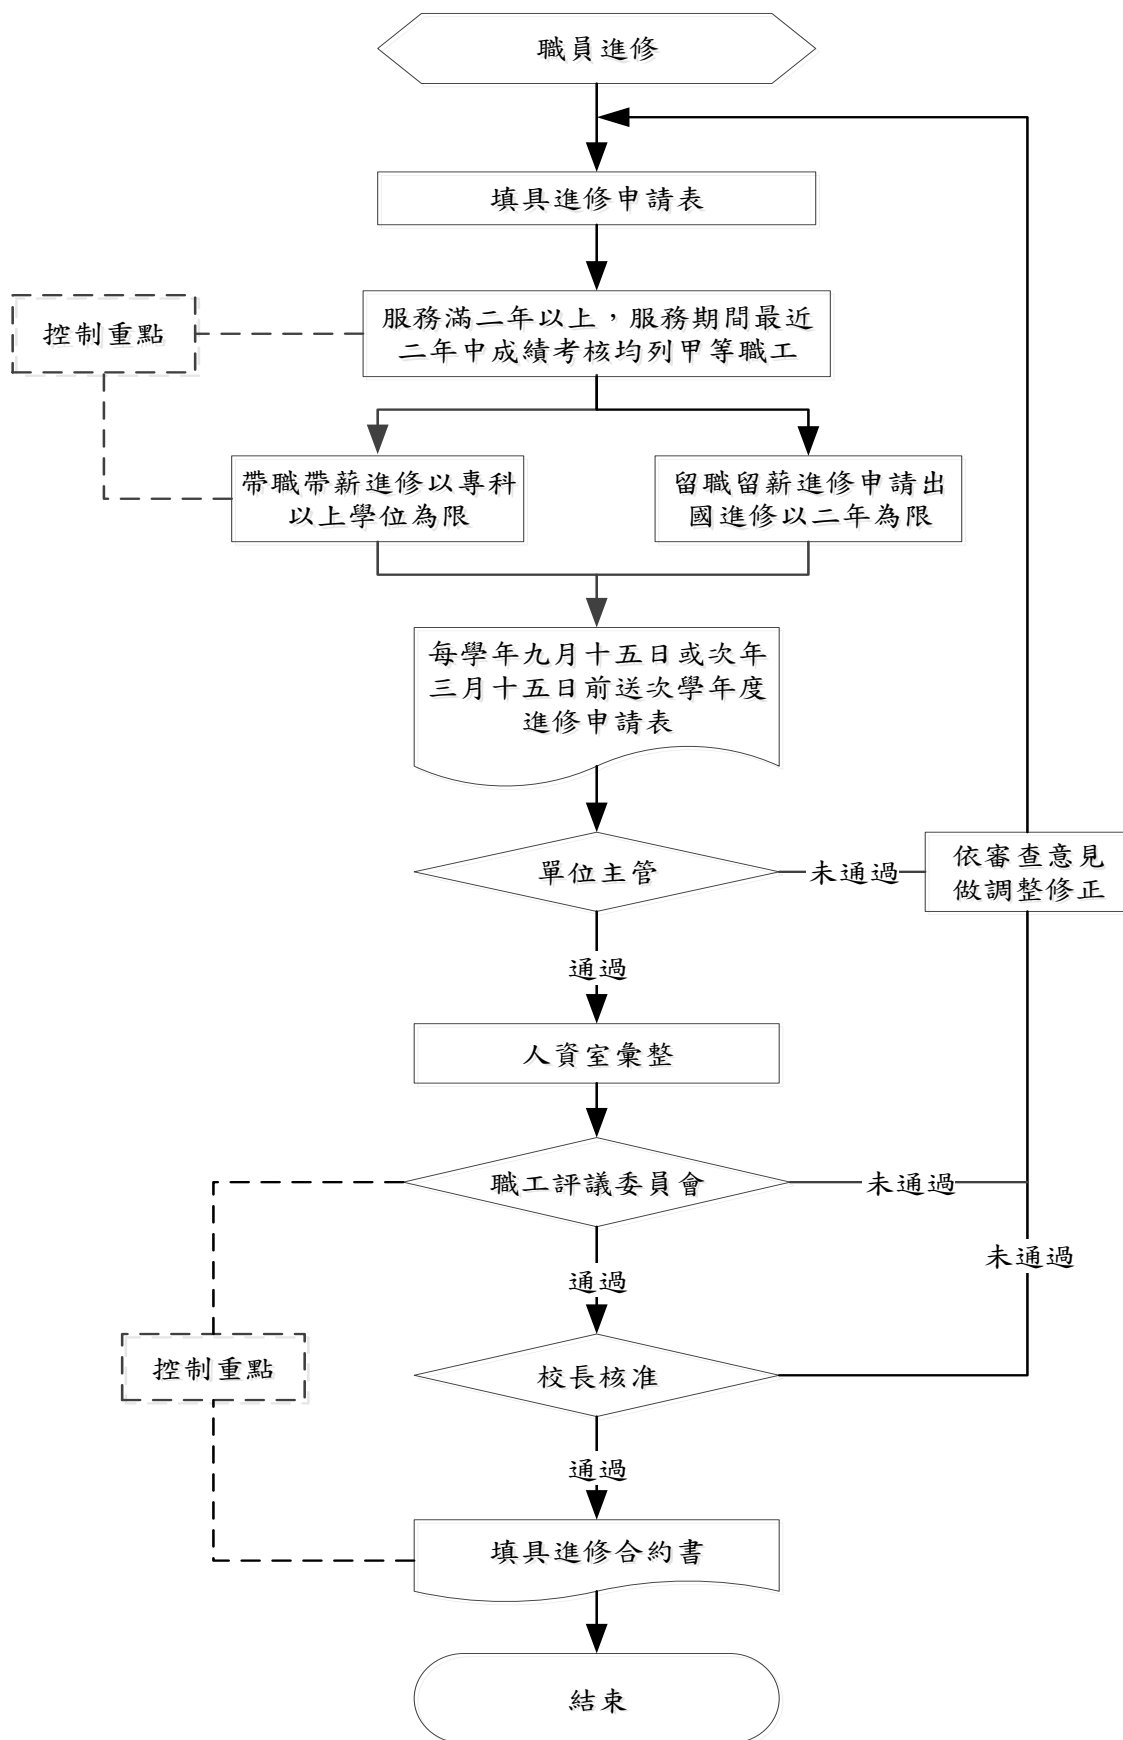 職員進修
填具進修申請表
控制重點
服務滿二年以上，服務期間最近
二年中成績考核均列甲等職工
帶職帶薪進修以專科
以上學位為限
留職留薪進修申請出
國進修以二年為限
每學年九月十五日或次年
三月十五日前送次學年度
進修申請表
單位主管
未通過
依審查意見
做調整修正
通過
人資室彙整
職工評議委員會
未通過
未通過
通過
控制重點
校長核准
通過
填具進修合約書
結束